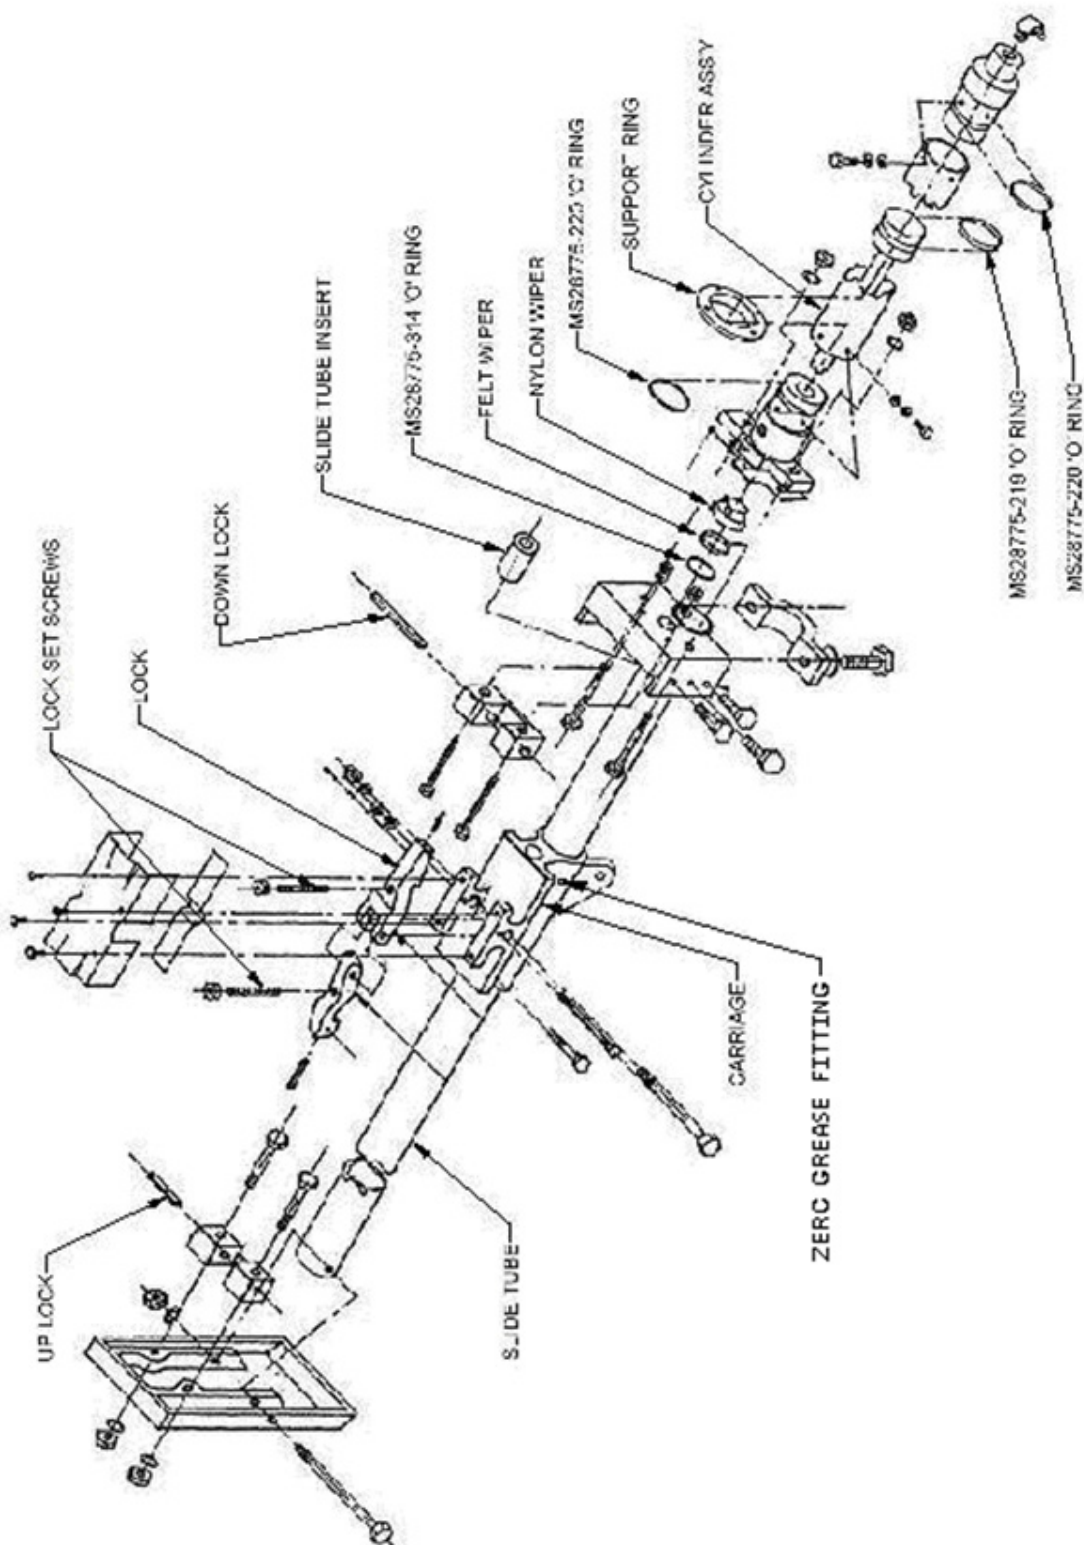 UP LOCK
LOCK SET SCREWS
LOCK
DOWN LOCK
SLIDE TUBE INSERT
MS28775-314 'O' RING
FELT WIPER
SLIDE TUBE
NYLON WIPER
'O' RING
SUPPORT RING
CYLINDER ASSY
CARRIAGE
ZERC GREASE FITTING
MS28775-219 'O' RING
MS28775-220 'O' RING